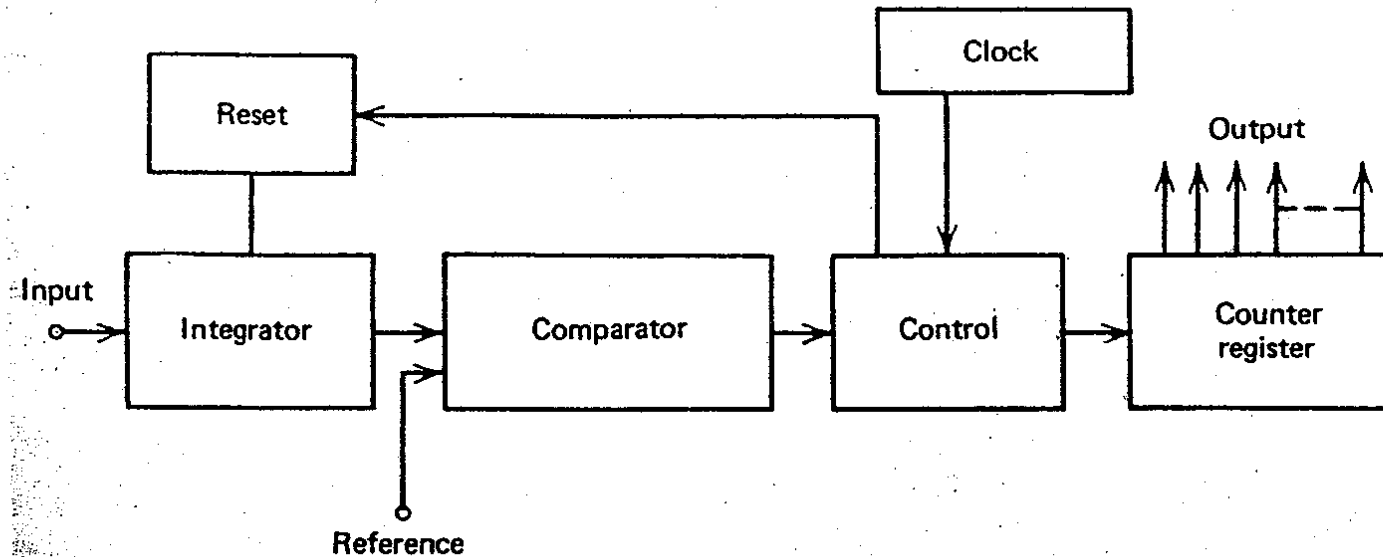 Clock
Reset
Output
Input
Integrator
Comparator
Control
Counter
register
Reference